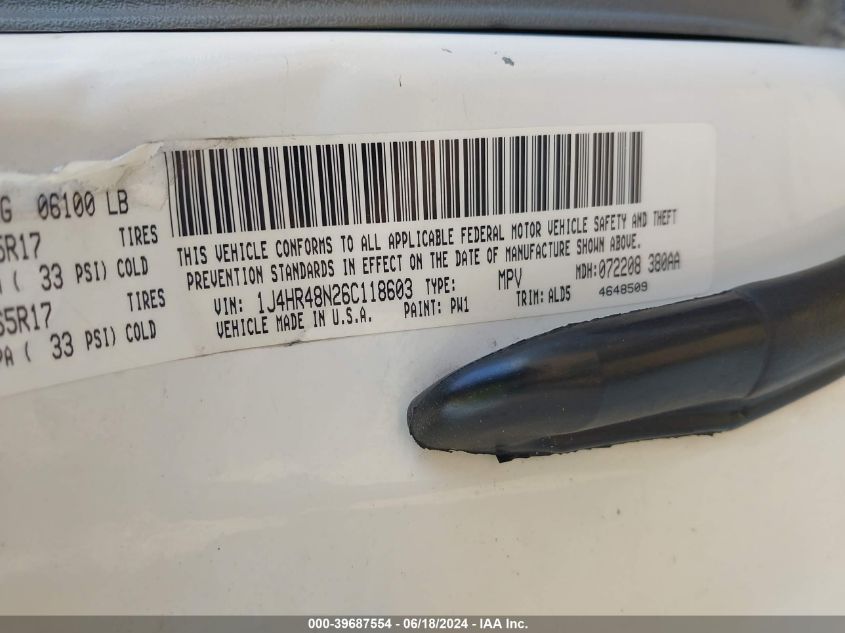 G 06100 LB
5R17 TIRES
( 33 PSI) COLD
65R17 TIRES
PA ( 33 PSI) COLD
THIS VEHICLE CONFORMS TO ALL APPLICABLE FEDERAL MOTOR VEHICLE SAFETY AND THEFT
PREVENTION STANDARDS IN EFFECT ON THE DATE OF MANUFACTURE SHOWN ABOVE.
VIN: 1J4HR48N26C118603 TYPE: MPV MDH:072208 380AA
VEHICLE MADE IN U.S.A. PAINT: PW1 TRIM: ALD5 4648509
000-39687554 - 06/18/2024 - IAA Inc.